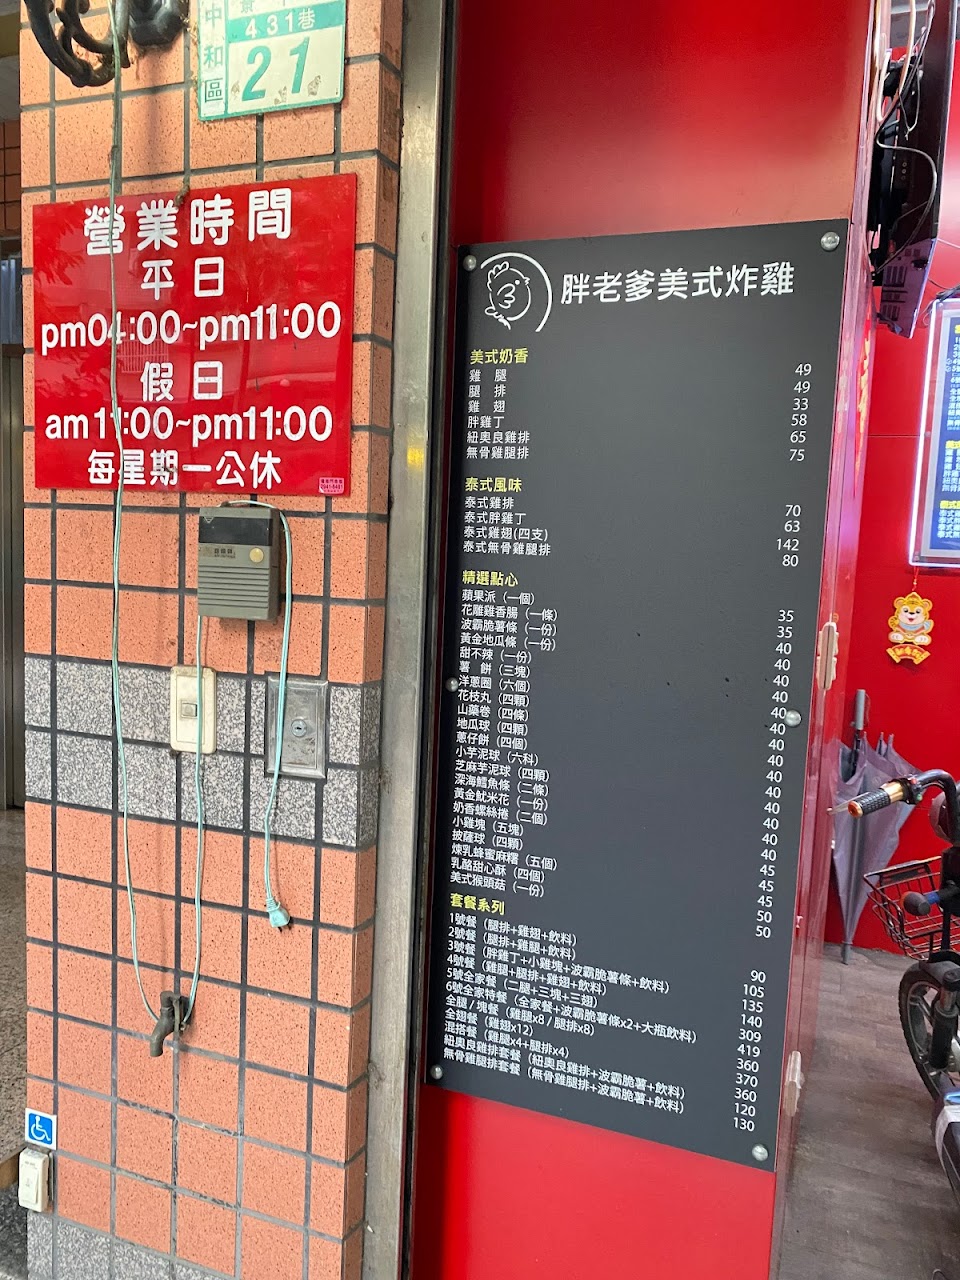 中和區
431巷
21
營業時間
平日
pm04:00~pm11:00
假日
am11:00~pm11:00
每星期一公休
胖老爹美式炸雞
美式奶香
雞 腿 49
腿 排 49
雞 翅 33
胖雞丁 58
紐奧良雞排 65
無骨雞腿排 75
泰式風味
泰式雞排 70
泰式胖雞丁 63
泰式雞翅(四支) 142
泰式無骨雞腿排 80
精選點心
蘋果派（一個） 35
花雕雞香腸（一條） 35
波霸脆薯條（一份） 40
黃金地瓜條（一份） 40
甜不辣（一份） 40
薯 餅（三塊） 40
洋蔥圈（六個） 40
花枝丸（四顆） 40
山藥卷（四條） 40
地瓜球（四顆） 40
蔥仔餅（四個） 40
小芋泥球（六科） 40
芝麻芋泥球（四顆） 40
深海鱈魚條（二條） 40
黃金魷米花（一份） 40
奶香螺絲捲（二個） 40
小雞塊（五塊） 45
披薩球（四顆） 45
煉乳蜂蜜麻糬（五個） 45
乳酪甜心酥（四個） 50
美式猴頭菇（一份） 50
套餐系列
1號餐（腿排+雞翅+飲料） 90
2號餐（腿排+雞腿+飲料） 105
3號餐（胖雞丁+小雞塊+波霸脆薯條+飲料） 135
4號餐（雞腿+腿排+雞翅+飲料） 140
5號全家餐（二腿+三塊+三翅） 309
6號全家特餐（全家餐+波霸脆薯條x2+大瓶飲料） 419
全腿/塊餐（雞腿x8/腿排x8） 360
全翅餐（雞翅x12） 370
混搭餐（雞腿x4+腿排x4） 360
紐奧良雞排套餐（紐奧良雞排+波霸脆薯+飲料） 120
無骨雞腿排套餐（無骨雞腿排+波霸脆薯+飲料） 130